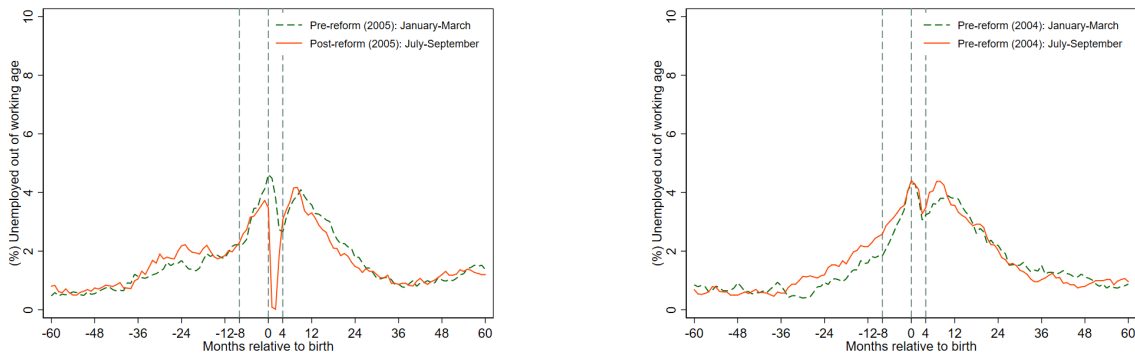 (%) Unemployed out of working age
10
8
6
4
2
0
Pre-reform (2005): January-March
Post-reform (2005): July-September
-60 -48 -36 -24 -12 -8 0 4 12 24 36 48 60
Months relative to birth
(%) Unemployed out of working age
10
8
6
4
2
0
Pre-reform (2004): January-March
Pre-reform (2004): July-September
-60 -48 -36 -24 -12 -8 0 4 12 24 36 48 60
Months relative to birth